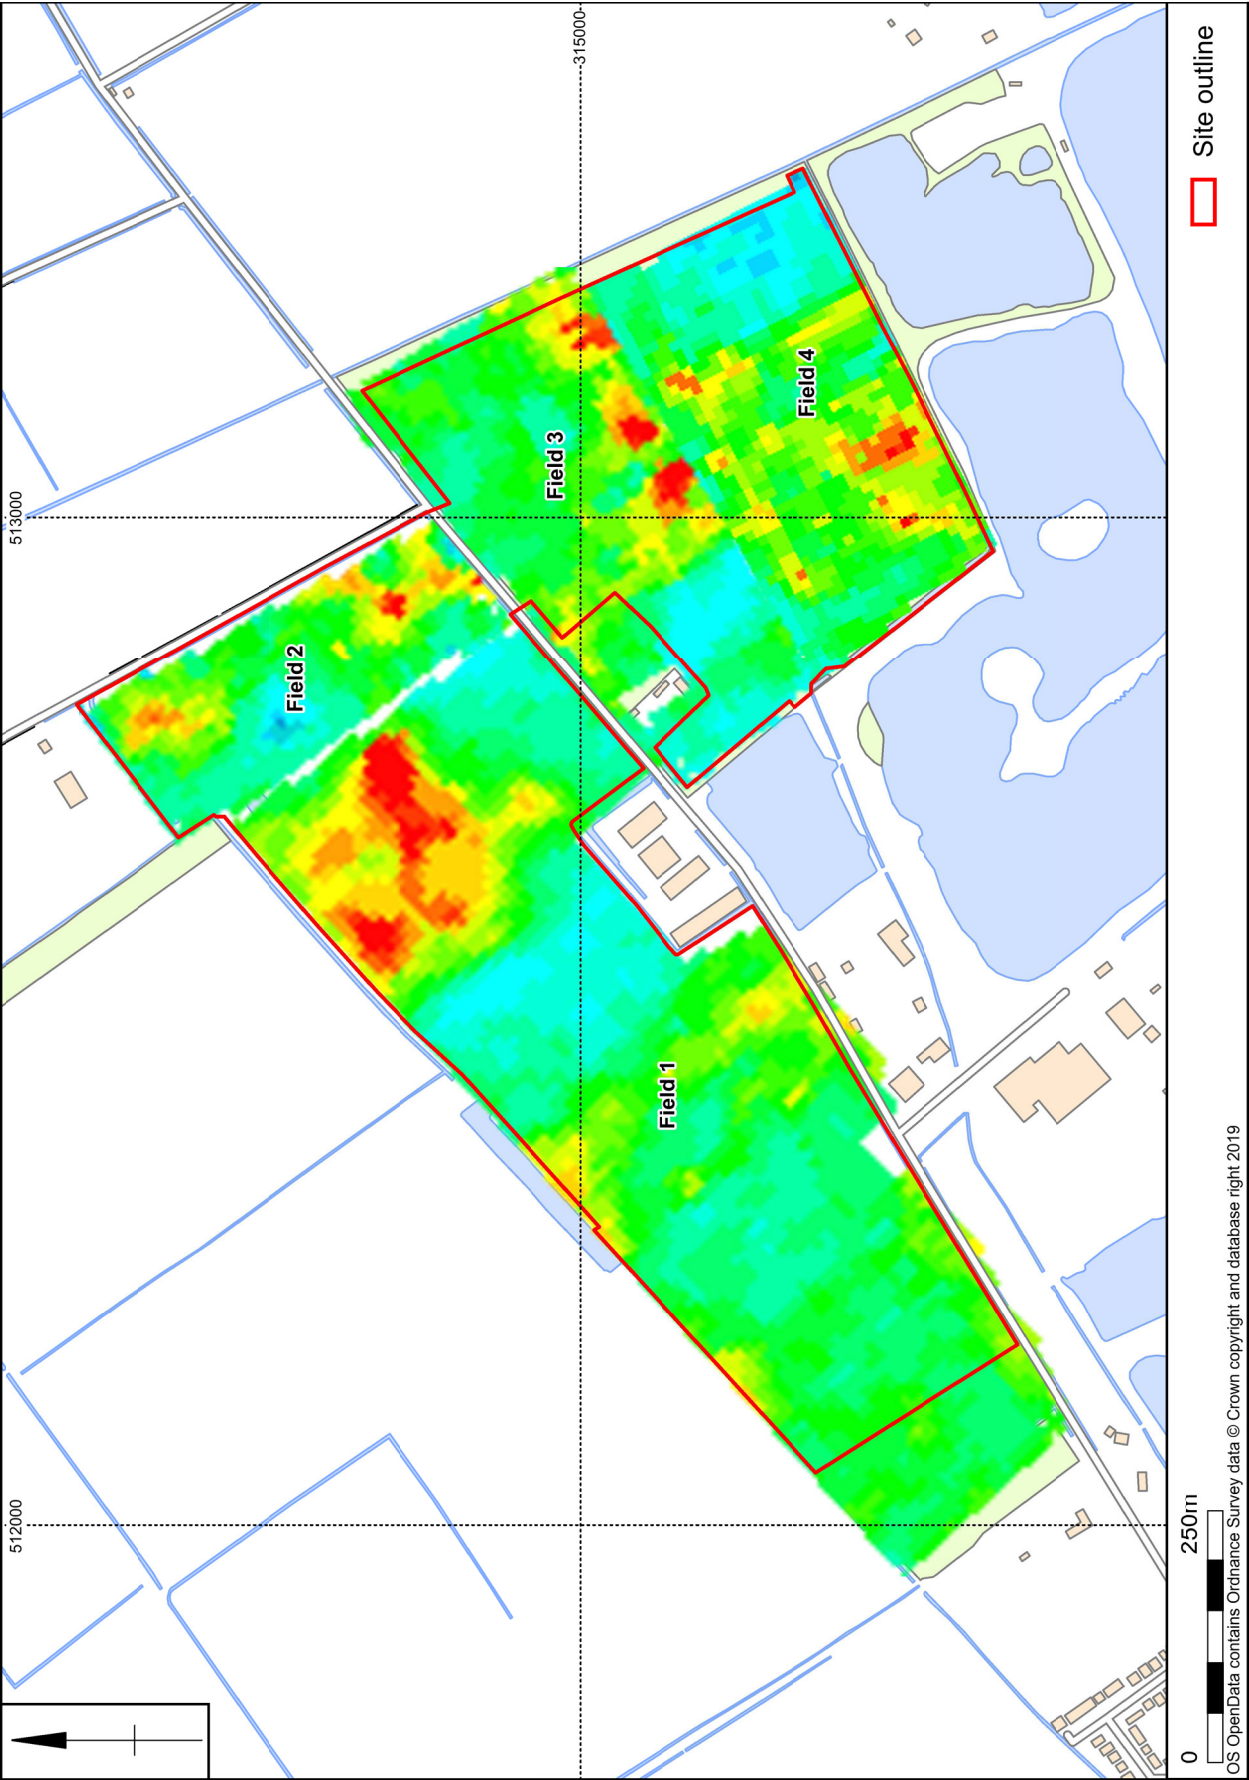 512000
513000
315000
Field 2
Field 3
Field 4
Field 1
0
250m
Site outline
OS OpenData contains Ordnance Survey data © Crown copyright and database right 2019